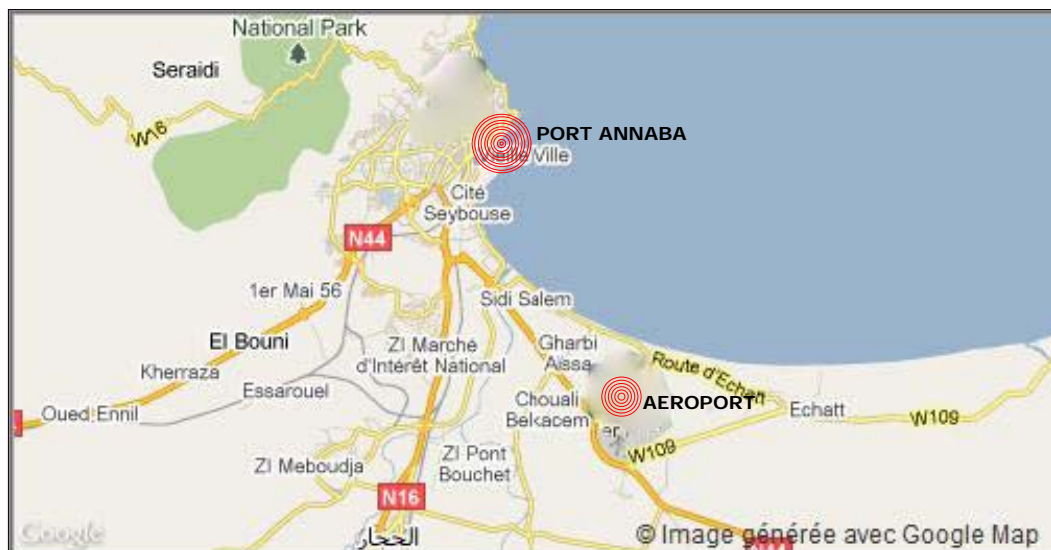 National Park
Seraidi
W16
PORT ANNABA
Vieille Ville
Cité
Seybouse
N44
1er Mai 56
Sidi Salem
El Bouni
ZI Marché
d'Intérêt National
Gharbi
Aissa
Kherraza
Essarouel
Route d'Echatt
Chouali
Belkacem
AEROPORT
Echatt
W109
Oued Ennil
W109
ZI Meboudja
ZI Pont
Bouchet
N16
الحجار
Google
© Image générée avec Google Map